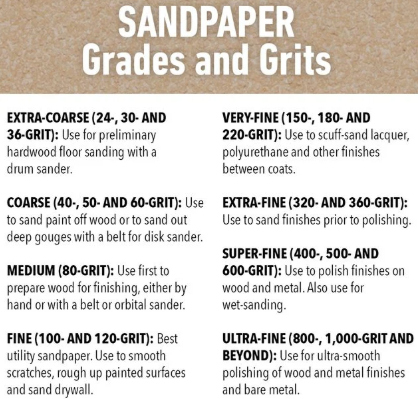 SANDPAPER
Grades and Grits
EXTRA-COARSE (24-, 30- AND
36-GRIT): Use for preliminary
hardwood floor sanding with a
drum sander.
COARSE (40-, 50- AND 60-GRIT): Use
to sand paint off wood or to sand out
deep gouges with a belt for disk sander.
MEDIUM (80-GRIT): Use first to
prepare wood for finishing, either by
hand or with a belt or orbital sander.
FINE (100- AND 120-GRIT): Best
utility sandpaper. Use to smooth
scratches, rough up painted surfaces
and sand drywall.
VERY-FINE (150-, 180- AND
220-GRIT): Use to scuff-sand lacquer,
polyurethane and other finishes
between coats.
EXTRA-FINE (320- AND 360-GRIT):
Use to sand finishes prior to polishing.
SUPER-FINE (400-, 500- AND
600-GRIT): Use to polish finishes on
wood and metal. Also use for
wet-sanding.
ULTRA-FINE (800-, 1,000-GRIT AND
BEYOND): Use for ultra-smooth
polishing of wood and metal finishes
and bare metal.